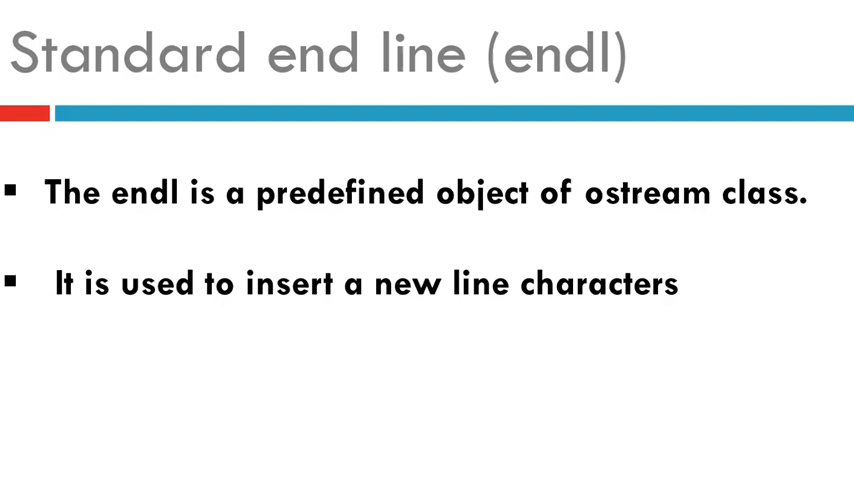 Standard end line (endl)
▪ The endl is a predefined object of ostream class.
▪ It is used to insert a new line characters